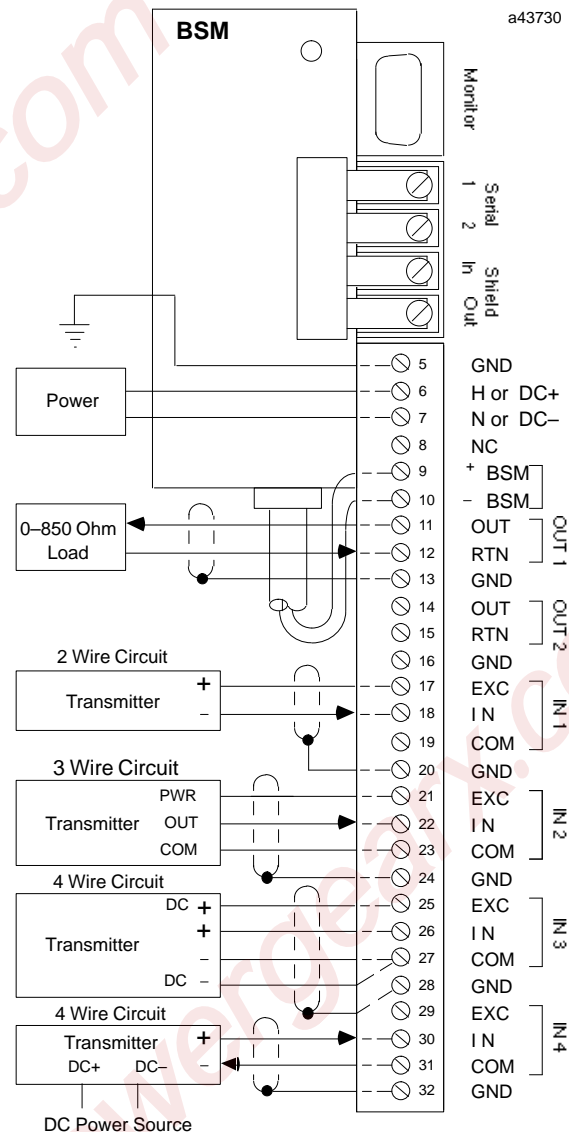 a43730
BSM
Monitor
Serial
1 2
Shield
In Out
5 GND
Power
6 H or DC+
7 N or DC–
8 NC
9 + BSM
10 – BSM
0–850 Ohm
Load
11 OUT
12 RTN
OUT 1
13 GND
14 OUT
15 RTN
OUT 2
16 GND
2 Wire Circuit
Transmitter
+
–
17 EXC
18 IN
19 COM
IN 1
20 GND
3 Wire Circuit
Transmitter
PWR
OUT
COM
21 EXC
22 IN
23 COM
IN 2
24 GND
4 Wire Circuit
Transmitter
DC +
+
–
DC –
25 EXC
26 IN
27 COM
IN 3
28 GND
4 Wire Circuit
Transmitter
+
DC+ DC– –
DC Power Source
29 EXC
30 IN
31 COM
IN 4
32 GND
.com
wergearx.co